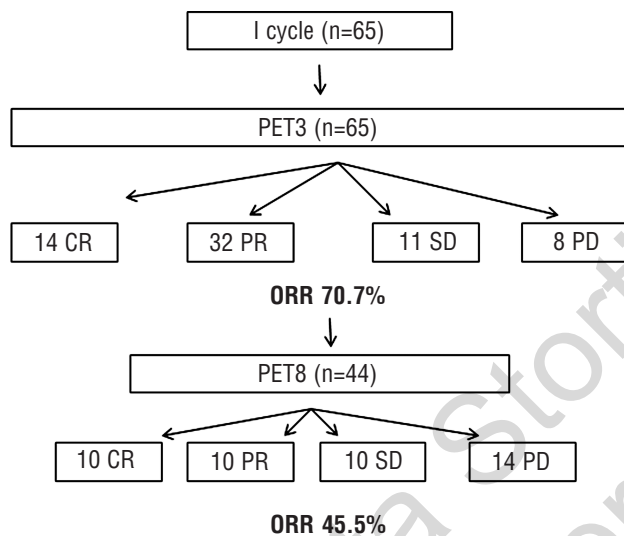 I cycle (n=65)
PET3 (n=65)
14 CR 32 PR 11 SD 8 PD
ORR 70.7%
PET8 (n=44)
10 CR 10 PR 10 SD 14 PD
ORR 45.5%